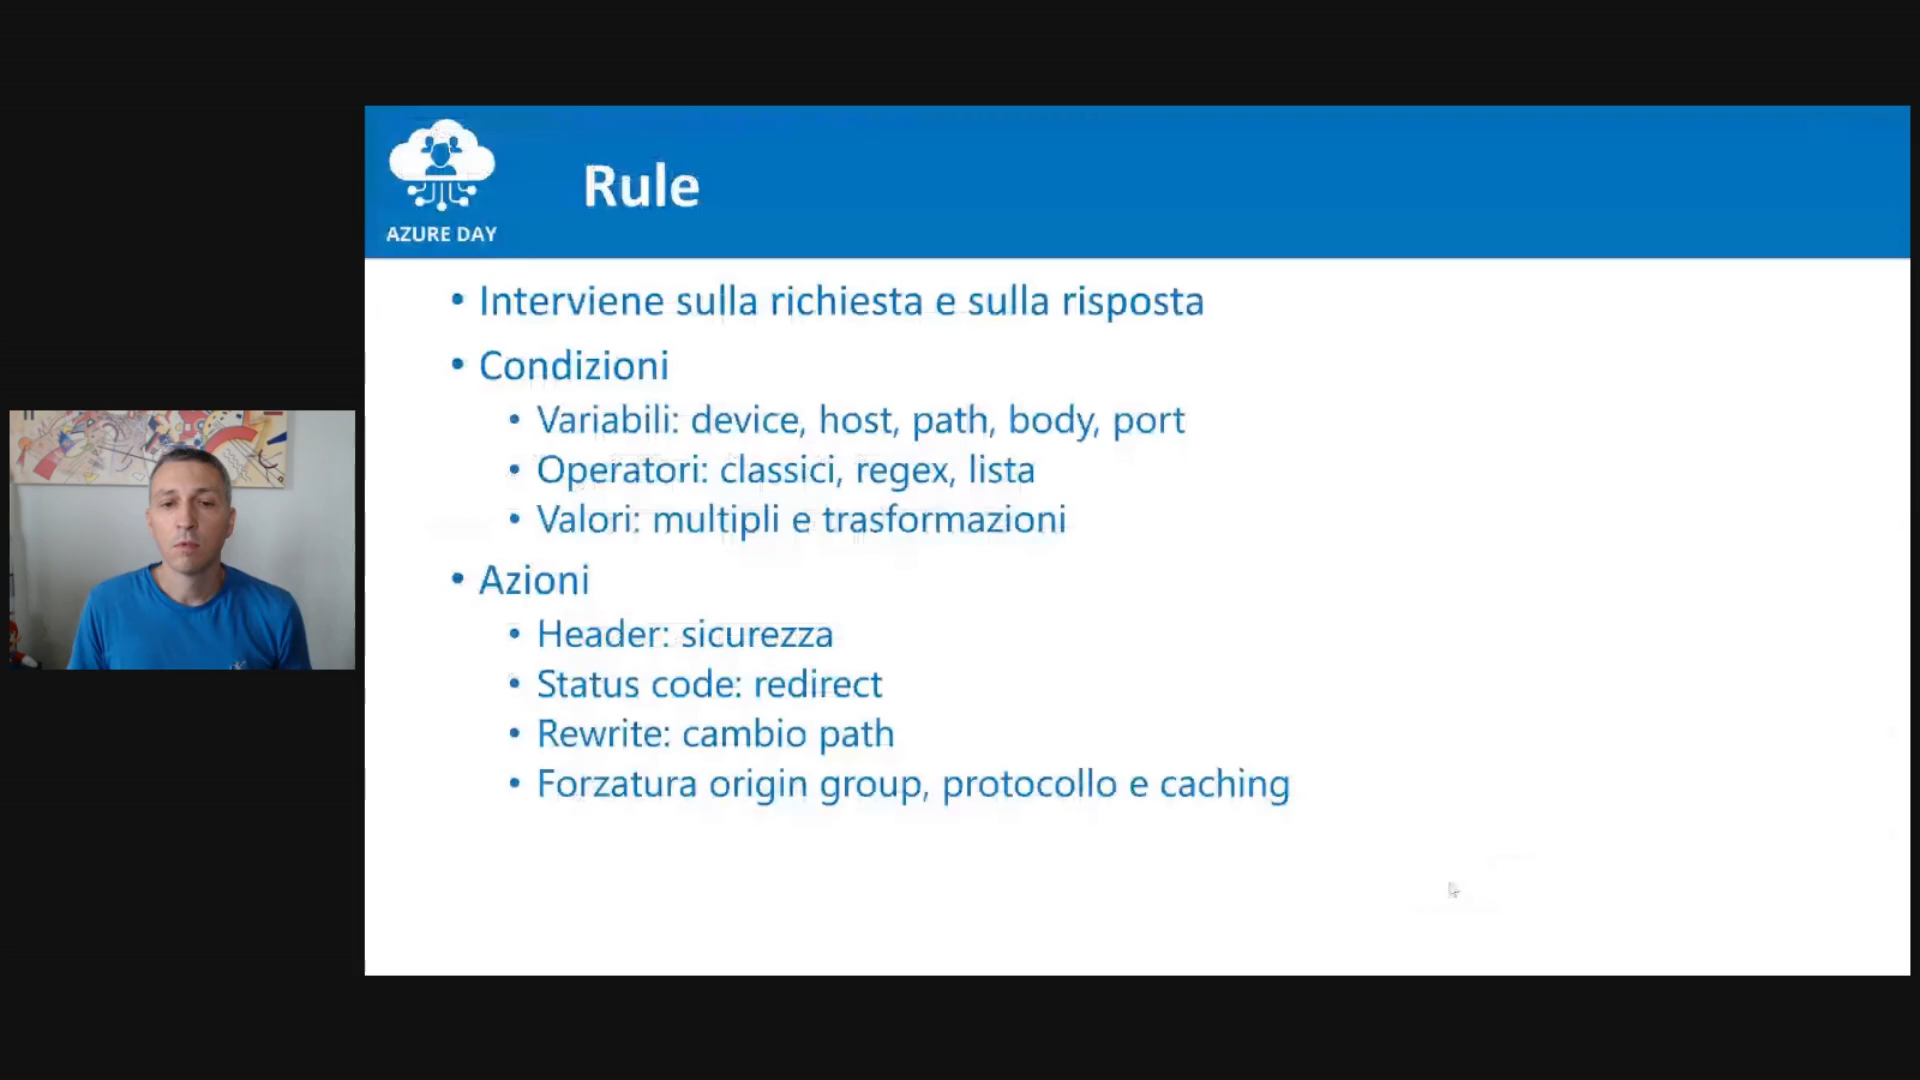 AZURE DAY
Rule
• Interviene sulla richiesta e sulla risposta
• Condizioni
• Variabili: device, host, path, body, port
• Operatori: classici, regex, lista
• Valori: multipli e trasformazioni
• Azioni
• Header: sicurezza
• Status code: redirect
• Rewrite: cambio path
• Forzatura origin group, protocollo e caching